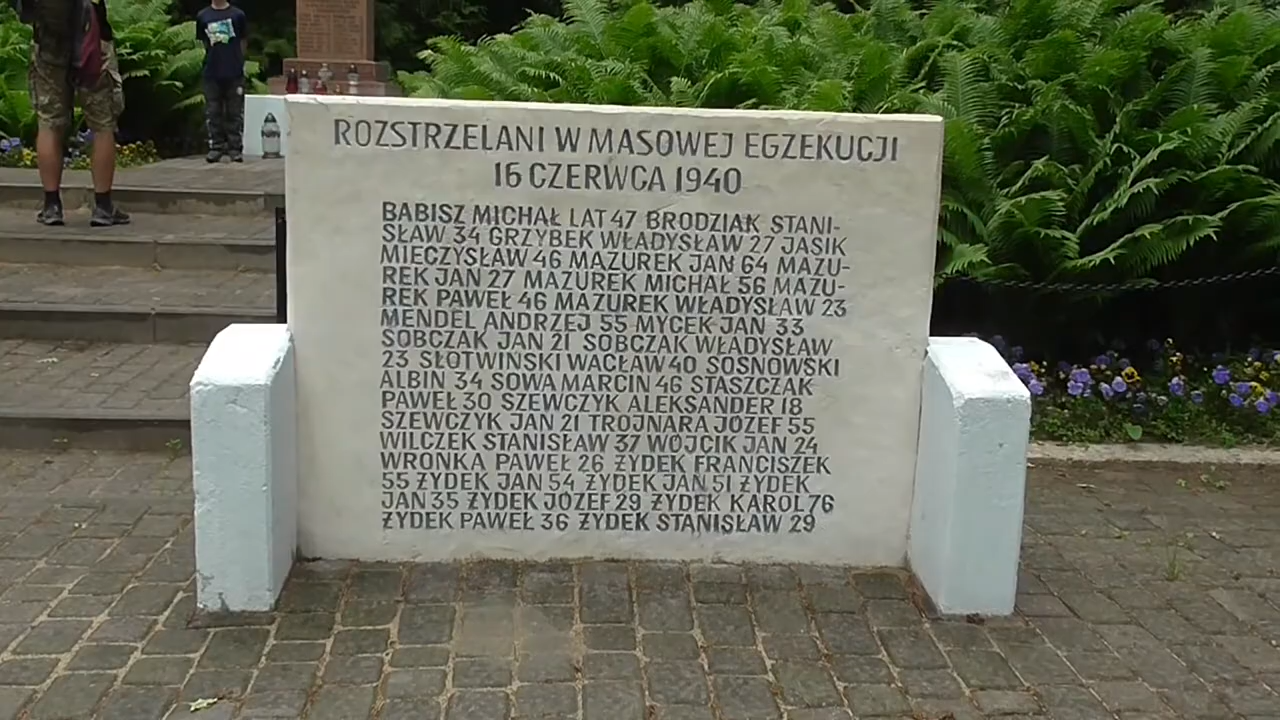 ROZSTRZELANI W MASOWEJ EGZEKUCJI
16 CZERWCA 1940
BABISZ MICHAŁ LAT 47 BRODZIAK STANI-
SŁAW 34 GRZYBEK WŁADYSŁAW 27 JASIK
MIECZYSŁAW 46 MAZUREK JAN 64 MAZU-
REK JAN 27 MAZUREK MICHAŁ 56 MAZU-
REK PAWEŁ 46 MAZUREK WŁADYSŁAW 23
MENDEL ANDRZEJ 55 MYCEK JAN 33
SOBCZAK JAN 21 SOBCZAK WŁADYSŁAW
23 SŁOTWIŃSKI WACŁAW 40 SOSNOWSKI
ALBIN 34 SOWA MARCIN 46 STASZCZAK
PAWEŁ 30 SZEWCZYK ALEKSANDER 18
SZEWCZYK JAN 21 TROJNARA JÓZEF 55
WILCZEK STANISŁAW 37 WÓJCIK JAN 24
WRONKA PAWEŁ 26 ŻYDEK FRANCISZEK
55 ŻYDEK JAN 54 ŻYDEK JAN 51 ŻYDEK
JAN 35 ŻYDEK JÓZEF 29 ŻYDEK KAROL 76
ŻYDEK PAWEŁ 36 ŻYDEK STANISŁAW 29